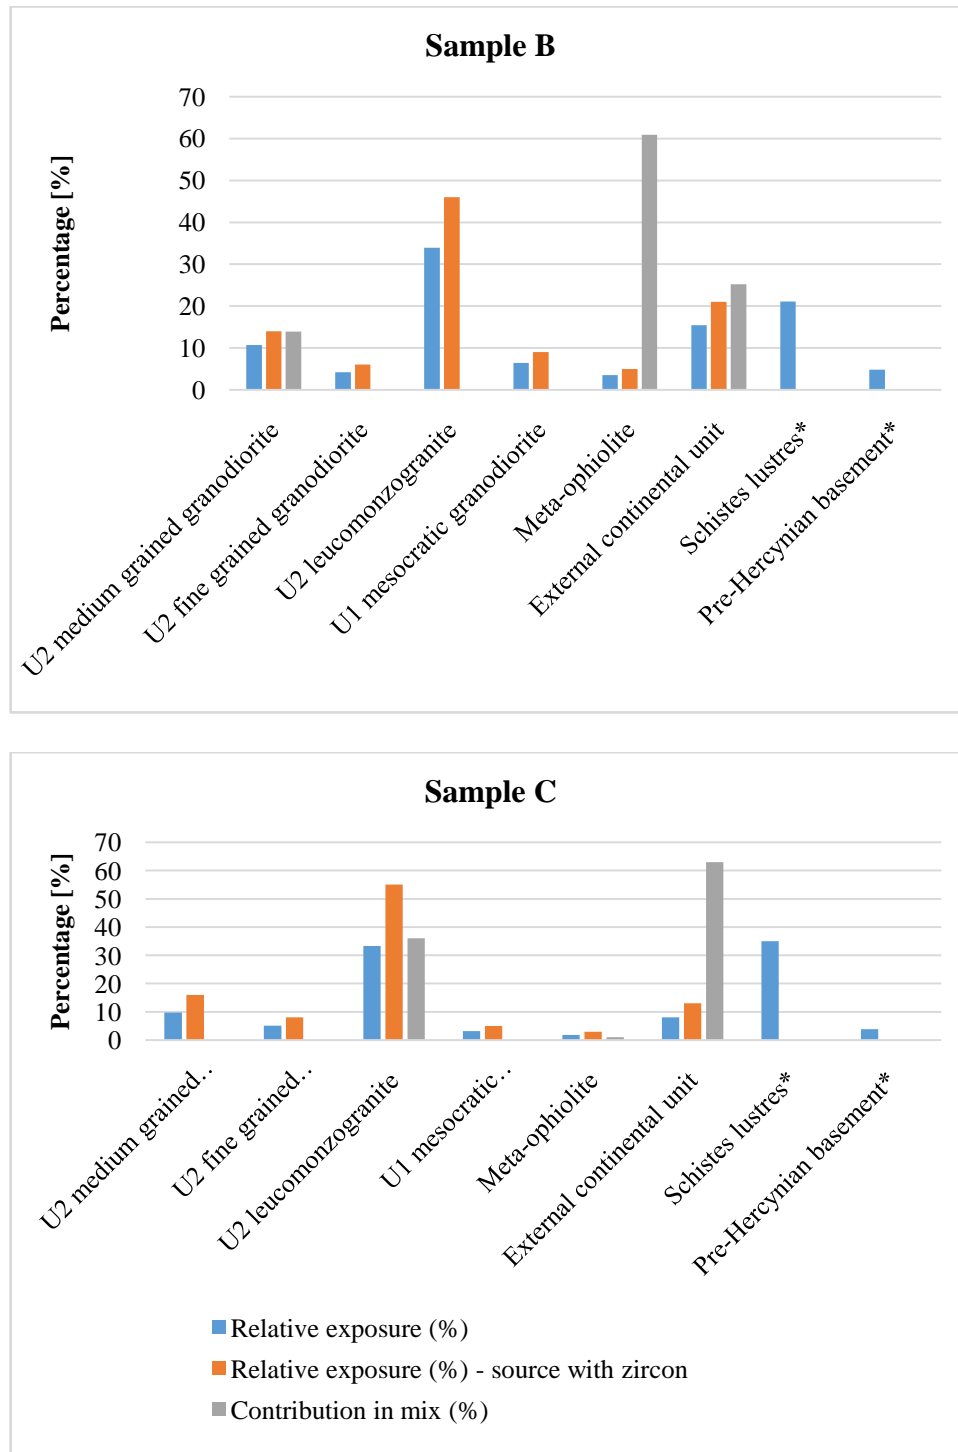 Sample B
Percentage [%]
70
60
50
40
30
20
10
0
U2 medium grained granodiorite
U2 fine grained granodiorite
U2 leucomonzogranite
U1 mesocratic granodiorite
Meta-ophiolite
External continental unit
Schistes lustres*
Pre-Hercynian basement*
Sample C
Percentage [%]
70
60
50
40
30
20
10
0
U2 medium grained..
U2 fine grained..
U2 leucomonzogranite
U1 mesocratic..
Meta-ophiolite
External continental unit
Schistes lustres*
Pre-Hercynian basement*
Relative exposure (%)
Relative exposure (%) - source with zircon
Contribution in mix (%)